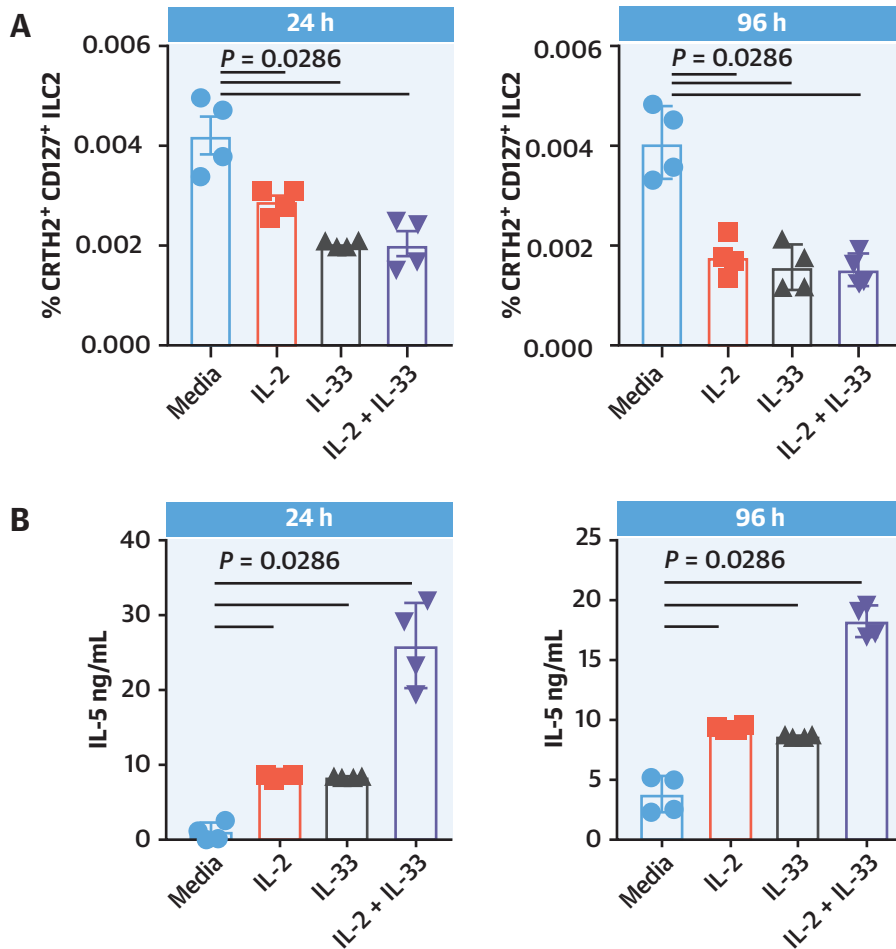 A
24 h
% CRTH2⁺ CD127⁺ ILC2
0.006
0.004
0.002
0.000
P = 0.0286
Media
IL-2
IL-33
IL-2 + IL-33
96 h
% CRTH2⁺ CD127⁺ ILC2
0.006
0.004
0.002
0.000
P = 0.0286
Media
IL-2
IL-33
IL-2 + IL-33
B
24 h
IL-5 ng/mL
40
30
20
10
0
P = 0.0286
Media
IL-2
IL-33
IL-2 + IL-33
96 h
IL-5 ng/mL
25
20
15
10
5
0
P = 0.0286
Media
IL-2
IL-33
IL-2 + IL-33